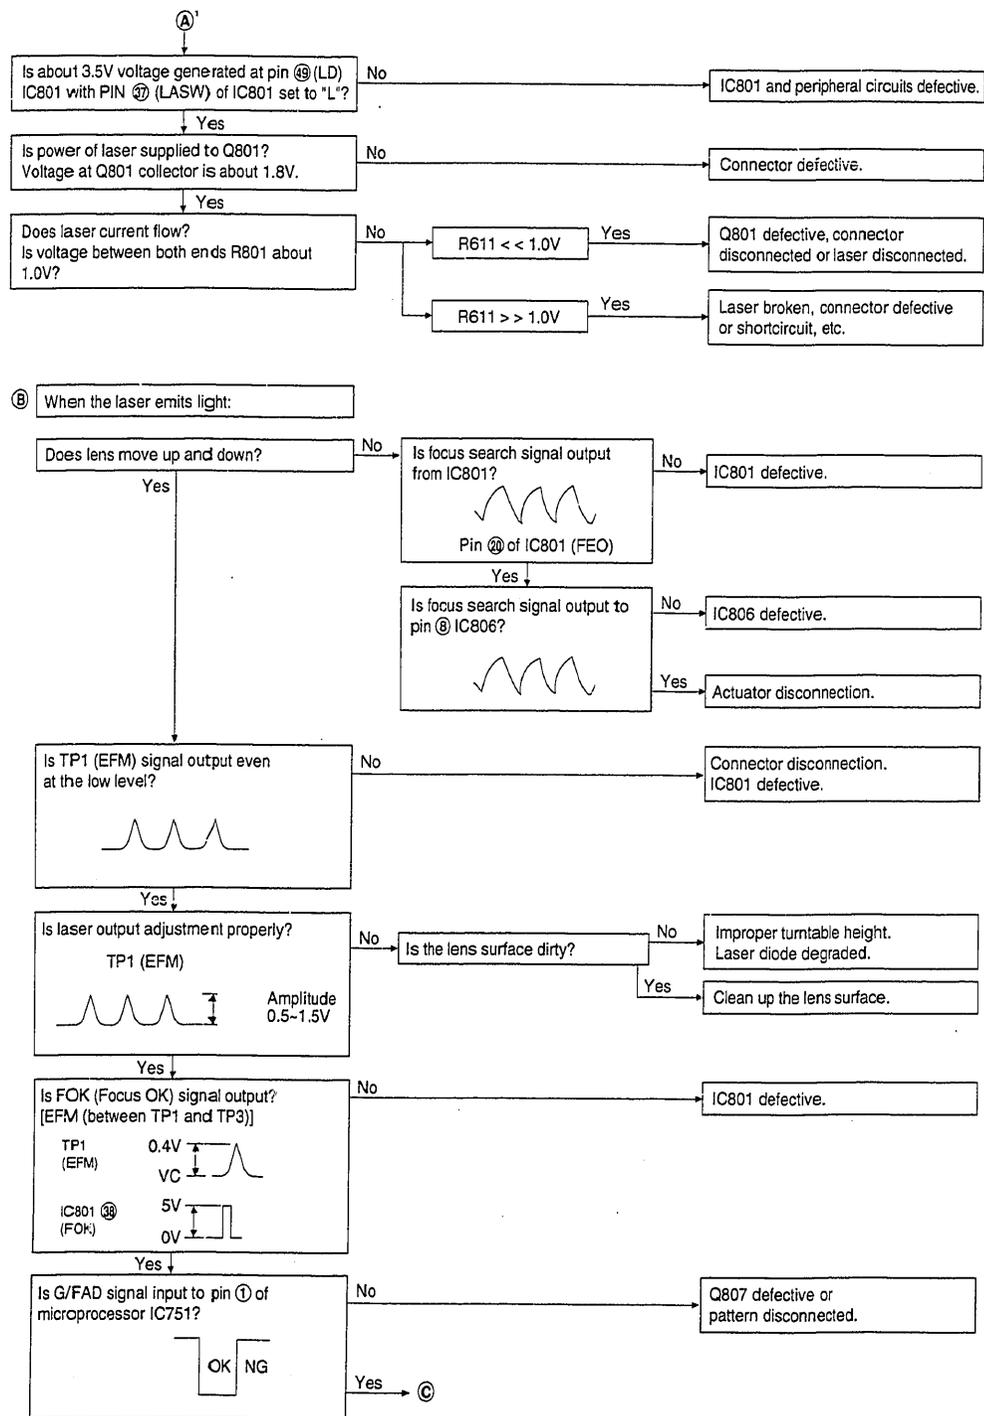 Ⓐ'
Is about 3.5V voltage generated at pin ㊾ (LD)
IC801 with PIN ㊲ (LASW) of IC801 set to "L"?
No
IC801 and peripheral circuits defective.
Yes
Is power of laser supplied to Q801?
Voltage at Q801 collector is about 1.8V.
No
Connector defective.
Yes
Does laser current flow?
Is voltage between both ends R801 about
1.0V?
No
R611 < < 1.0V
Yes
Q801 defective, connector
disconnected or laser disconnected.
R611 > > 1.0V
Yes
Laser broken, connector defective
or shortcircuit, etc.
Ⓑ When the laser emits light:
Does lens move up and down?
No
Is focus search signal output
from IC801?
Pin ⑳ of IC801 (FEO)
No
IC801 defective.
Yes
Yes
Is focus search signal output to
pin ⑧ IC806?
No
IC806 defective.
Yes
Actuator disconnection.
Is TP1 (EFM) signal output even
at the low level?
No
Connector disconnection.
IC801 defective.
Yes
Is laser output adjustment properly?
TP1 (EFM)
Amplitude
0.5~1.5V
No
Is the lens surface dirty?
No
Improper turntable height.
Laser diode degraded.
Yes
Clean up the lens surface.
Yes
Is FOK (Focus OK) signal output?
[EFM (between TP1 and TP3)]
TP1
(EFM)
0.4V
VC
IC801 ㊳
(FOK)
5V
0V
No
IC801 defective.
Yes
Is G/FAD signal input to pin ① of
microprocessor IC751?
OK NG
No
Q807 defective or
pattern disconnected.
Yes
Ⓒ